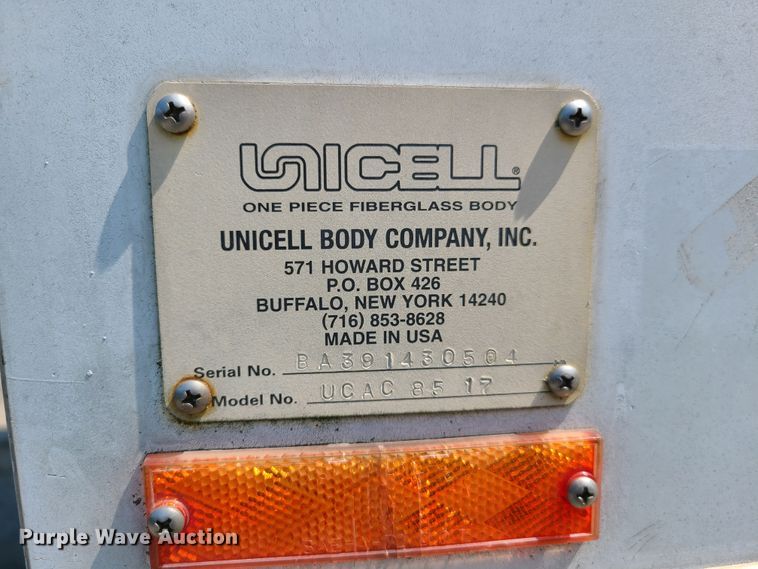 UNICELL®
ONE PIECE FIBERGLASS BODY
UNICELL BODY COMPANY, INC.
571 HOWARD STREET
P.O. BOX 426
BUFFALO, NEW YORK 14240
(716) 853-8628
MADE IN USA
Serial No. BA391430504
Model No. UCAC 85 17
Purple Wave Auction